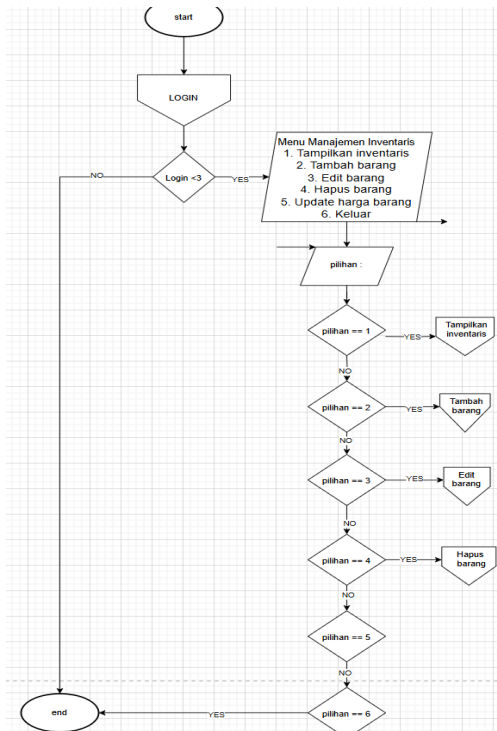 start
LOGIN
Login <3
NO
YES
Menu Manajemen Inventaris
1. Tampilkan inventaris
2. Tambah barang
3. Edit barang
4. Hapus barang
5. Update harga barang
6. Keluar
pilihan :
pilihan == 1
YES
Tampilkan
inventaris
NO
pilihan == 2
YES
Tambah
barang
NO
pilihan == 3
YES
Edit
barang
NO
pilihan == 4
YES
Hapus
barang
NO
pilihan == 5
NO
pilihan == 6
YES
end